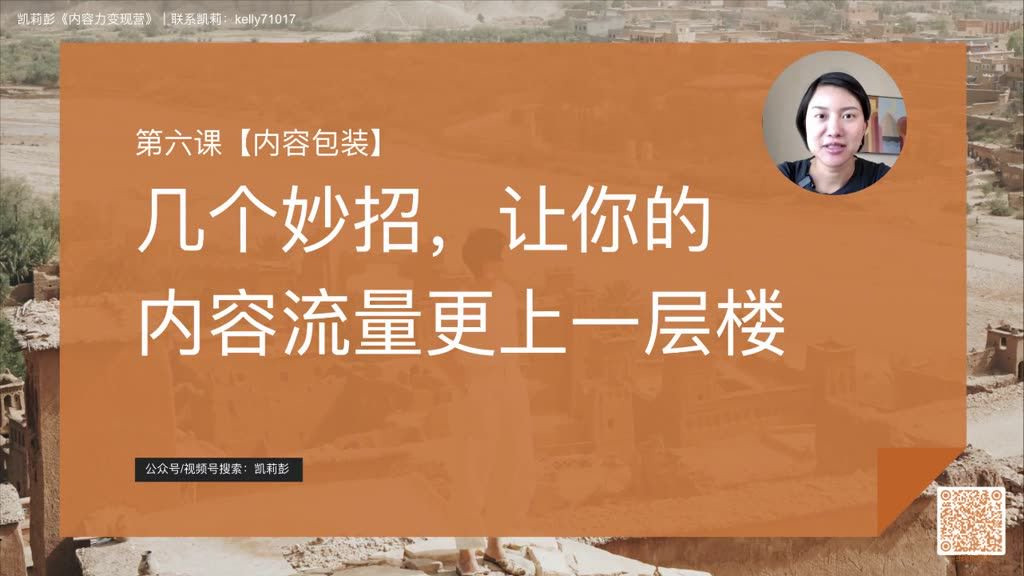 凯莉彭《内容力变现营》 | 联系凯莉：kelly71017
第六课【内容包装】
几个妙招，让你的
内容流量更上一层楼
公众号/视频号搜索：凯莉彭